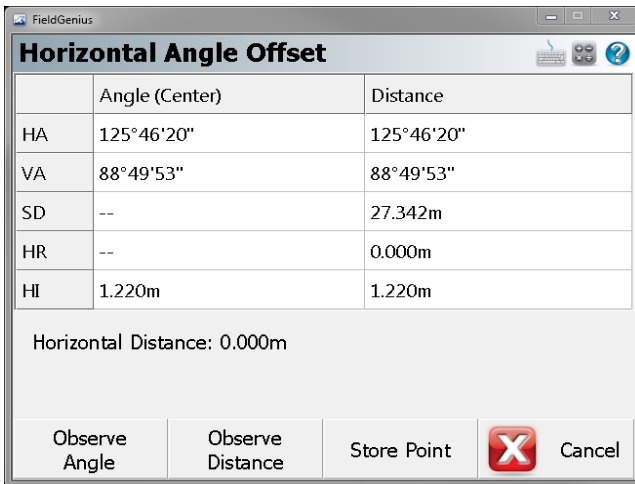 FieldGenius
Horizontal Angle Offset
Angle (Center) Distance
HA 125°46'20" 125°46'20"
VA 88°49'53" 88°49'53"
SD -- 27.342m
HR -- 0.000m
HI 1.220m 1.220m
Horizontal Distance: 0.000m
Observe Observe Store Point Cancel
Angle Distance